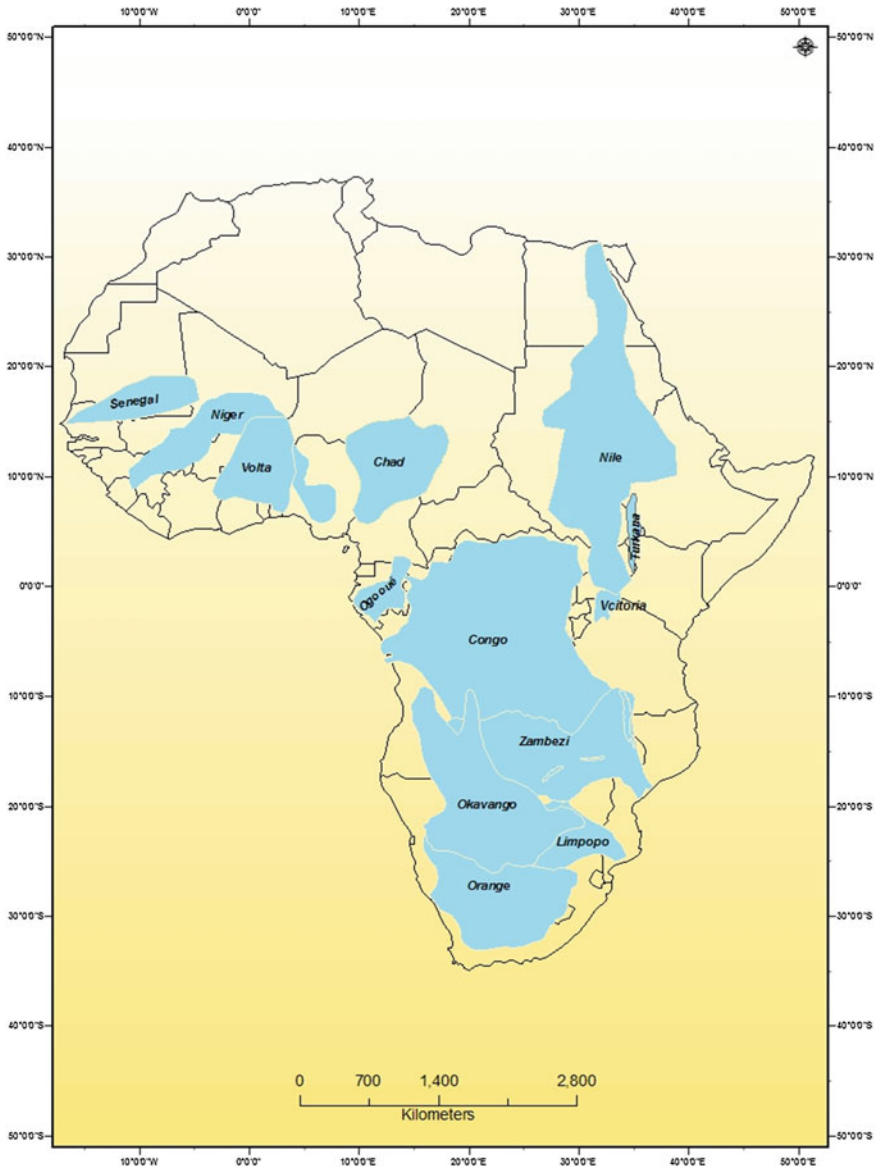 10°0'0"W 0°0'0" 10°0'0"E 20°0'0"E 30°0'0"E 40°0'0"E 50°0'0"E
50°0'0"N 50°0'0"N
40°0'0"N 40°0'0"N
30°0'0"N 30°0'0"N
20°0'0"N 20°0'0"N
Senegal
Niger
Volta
Chad
Nile
10°0'0"N 10°0'0"N
Turkana
0°0'0" 0°0'0"
Ogooue
Vcitoria
Congo
10°0'0"S 10°0'0"S
Zambezi
Okavango
20°0'0"S 20°0'0"S
Limpopo
Orange
30°0'0"S 30°0'0"S
40°0'0"S 40°0'0"S
0 700 1,400 2,800
Kilometers
50°0'0"S 50°0'0"S
10°0'0"W 0°0'0" 10°0'0"E 20°0'0"E 30°0'0"E 40°0'0"E 50°0'0"E